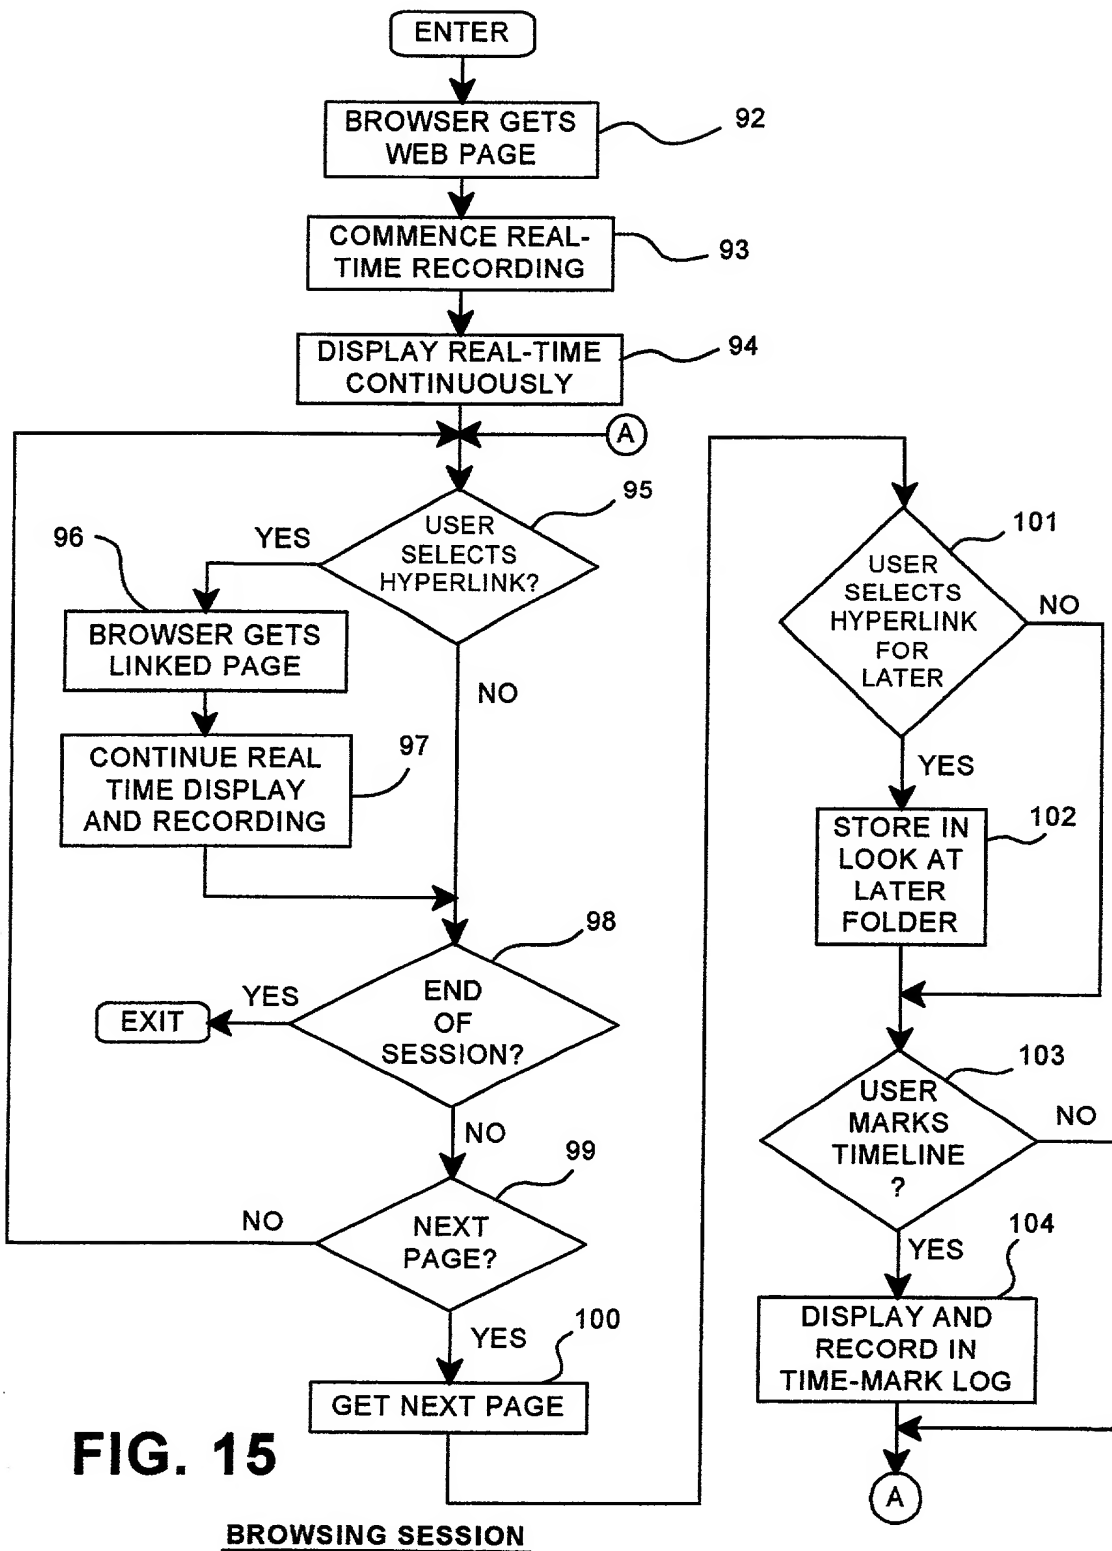 ENTER
BROWSER GETS
WEB PAGE
92
COMMENCE REAL-
TIME RECORDING
93
DISPLAY REAL-TIME
CONTINUOUSLY
94
A
95
USER
SELECTS
HYPERLINK?
YES
NO
96
BROWSER GETS
LINKED PAGE
CONTINUE REAL
TIME DISPLAY
AND RECORDING
97
98
END
OF
SESSION?
YES
EXIT
NO
99
NEXT
PAGE?
NO
YES
100
GET NEXT PAGE
101
USER
SELECTS
HYPERLINK
FOR
LATER
NO
YES
102
STORE IN
LOOK AT
LATER
FOLDER
103
USER
MARKS
TIMELINE
?
NO
YES
104
DISPLAY AND
RECORD IN
TIME-MARK LOG
A
FIG. 15
BROWSING SESSION